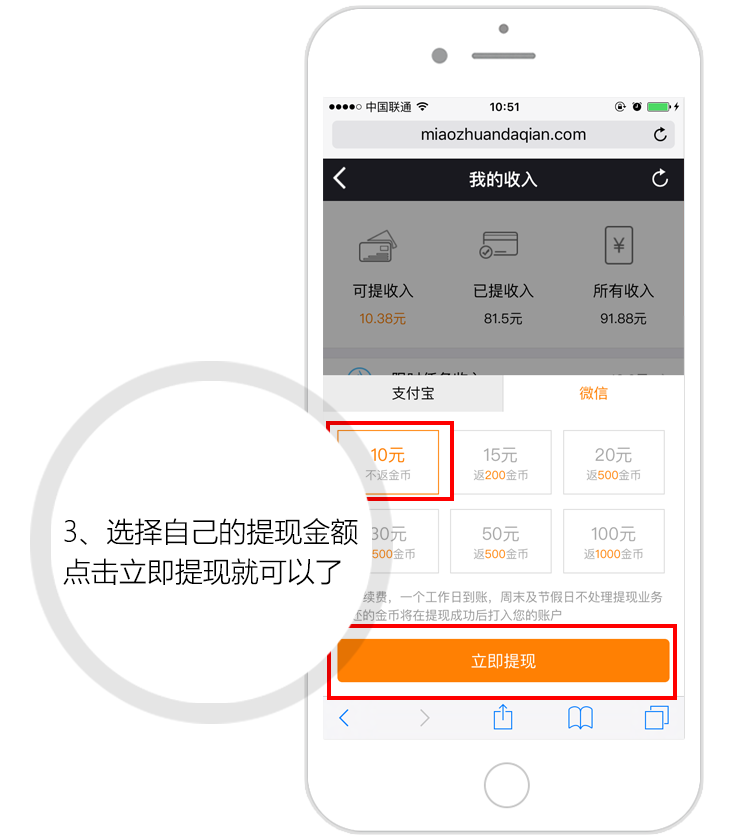 中国联通
10:51
miaozhuandaqian.com
我的收入
¥
可提收入
已提收入
所有收入
10.38元
81.5元
91.88元
支付宝
微信
10元
15元
20元
不返金币
返200金币
返500金币
3、选择自己的提现金额
点击立即提现就可以了
30元
50元
100元
500金币
返500金币
返1000金币
续费，一个工作日到账，周末及节假日不处理提现业务
还的金币将在提现成功后打入您的账户
立即提现